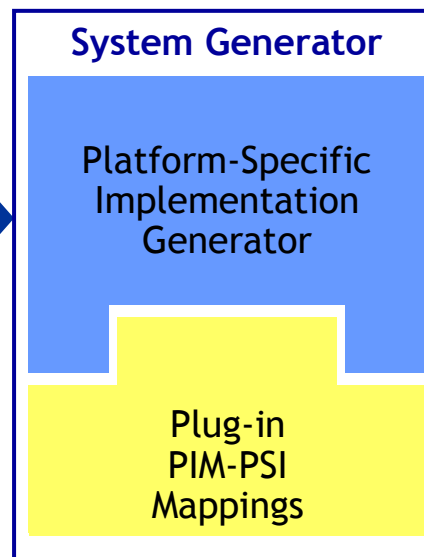 System Generator
Platform-Specific
Implementation
Generator
Plug-in
PIM-PSI
Mappings